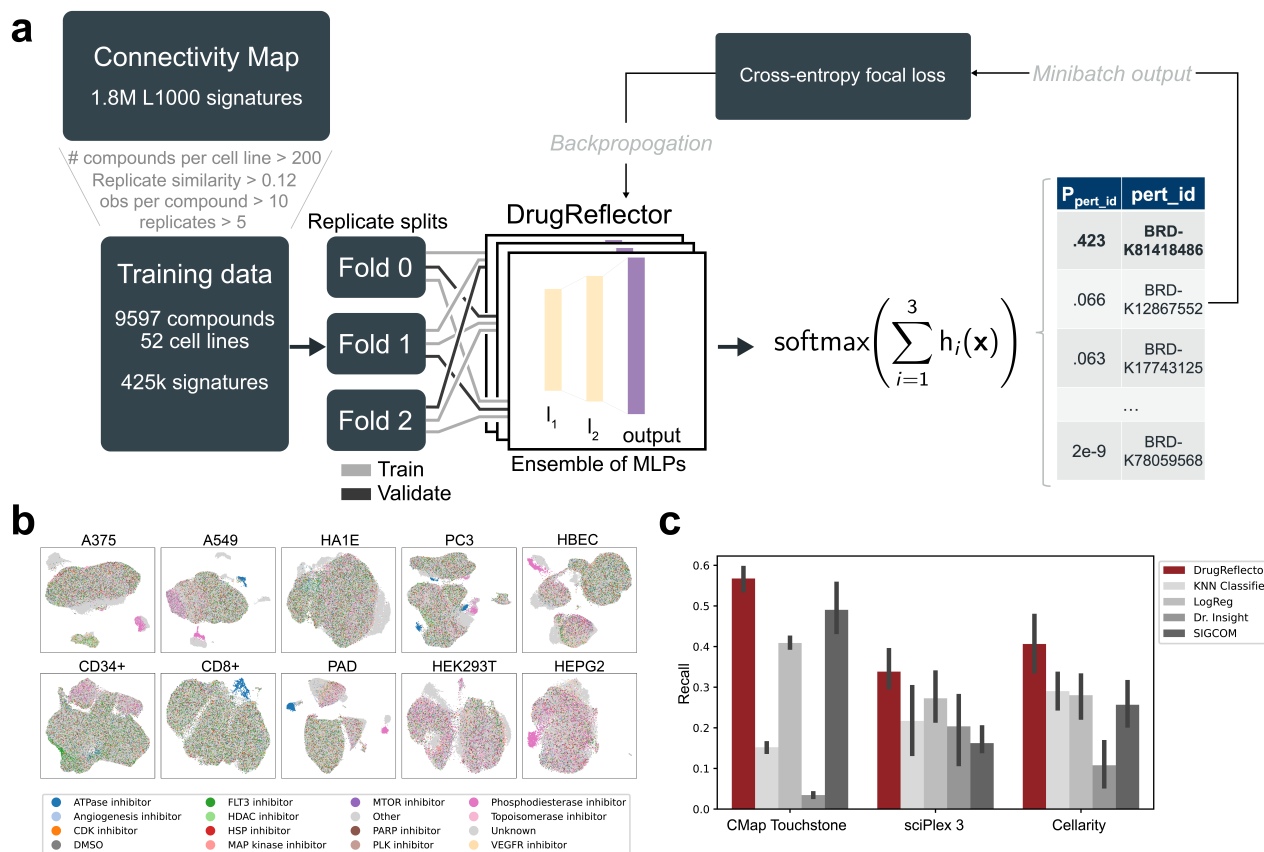 a
Connectivity Map
1.8M L1000 signatures
# compounds per cell line > 200
Replicate similarity > 0.12
obs per compound > 10
replicates > 5
Training data
9597 compounds
52 cell lines
425k signatures
Replicate splits
Fold 0
Fold 1
Fold 2
Train
Validate
DrugReflector
l1
l2
output
Ensemble of MLPs
Cross-entropy focal loss
Minibatch output
Backpropogation
softmax(∑ i=1 3 hi(x))
Ppert_id pert_id
.423 BRD-
K81418486
.066 BRD-
K12867552
.063 BRD-
K17743125
...
2e-9 BRD-
K78059568
b
A375 A549 HA1E PC3 HBEC
CD34+ CD8+ PAD HEK293T HEPG2
ATPase inhibitor FLT3 inhibitor MTOR inhibitor Phosphodiesterase inhibitor
Angiogenesis inhibitor HDAC inhibitor Other Topoisomerase inhibitor
CDK inhibitor HSP inhibitor PARP inhibitor Unknown
DMSO MAP kinase inhibitor PLK inhibitor VEGFR inhibitor
c
Recall
0.6
0.5
0.4
0.3
0.2
0.1
0.0
CMap Touchstone sciPlex 3 Cellarity
DrugReflecto
KNN Classifie
LogReg
Dr. Insight
SIGCOM